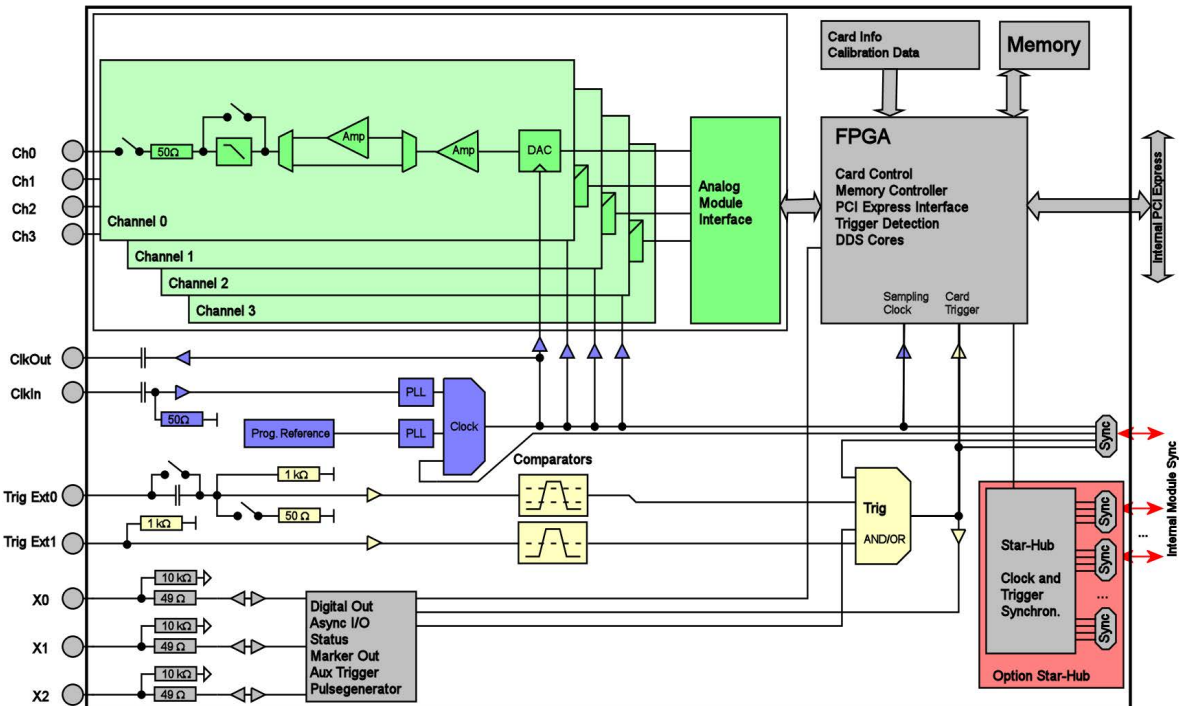 Card Info
Calibration Data
Memory
FPGA
Card Control
Memory Controller
PCI Express Interface
Trigger Detection
DDS Cores
Sampling
Clock
Card
Trigger
Internal PCI Express
Ch0
Ch1
Ch2
Ch3
50Ω
Amp
Amp
DAC
Channel 0
Channel 1
Channel 2
Channel 3
Analog
Module
Interface
ClkOut
ClkIn
50Ω
PLL
Prog. Reference
PLL
Clock
Sync
Comparators
Trig Ext0
1 kΩ
50 Ω
Trig Ext1
1 kΩ
Trig
AND/OR
Internal Module Sync
...
Star-Hub
Clock and
Trigger
Synchron.
Sync
Sync
...
Sync
Option Star-Hub
X0
10 kΩ
49 Ω
X1
10 kΩ
49 Ω
X2
10 kΩ
49 Ω
Digital Out
Async I/O
Status
Marker Out
Aux Trigger
Pulsegenerator